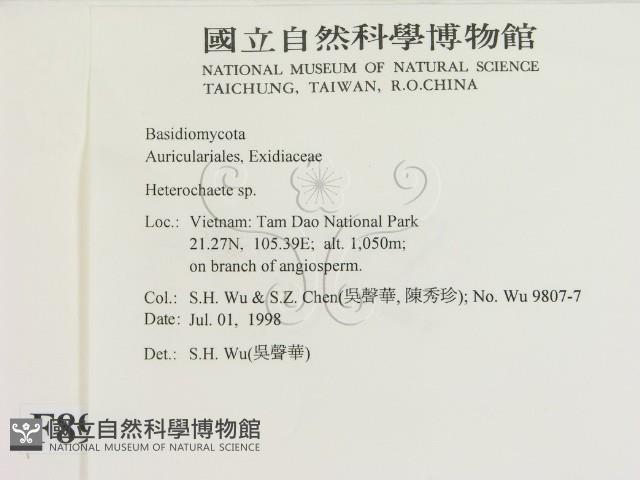 國立自然科學博物館
NATIONAL MUSEUM OF NATURAL SCIENCE
TAICHUNG, TAIWAN, R.O.CHINA
Basidiomycota
Auriculariales, Exidiaceae
Heterochaete sp.
Loc.: Vietnam: Tam Dao National Park
21.27N, 105.39E; alt. 1,050m;
on branch of angiosperm.
Col.: S.H. Wu & S.Z. Chen(吳聲華, 陳秀珍); No. Wu 9807-7
Date: Jul. 01, 1998
Det.: S.H. Wu(吳聲華)
國立自然科學博物館
NATIONAL MUSEUM OF NATURAL SCIENCE